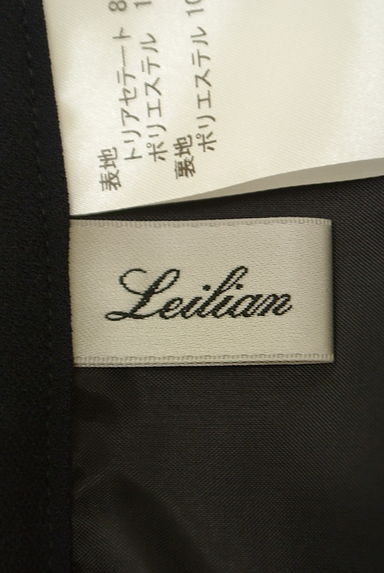 表地
トリアセテート 8
ポリエステル 1
裏地
ポリエステル 10
Leilian